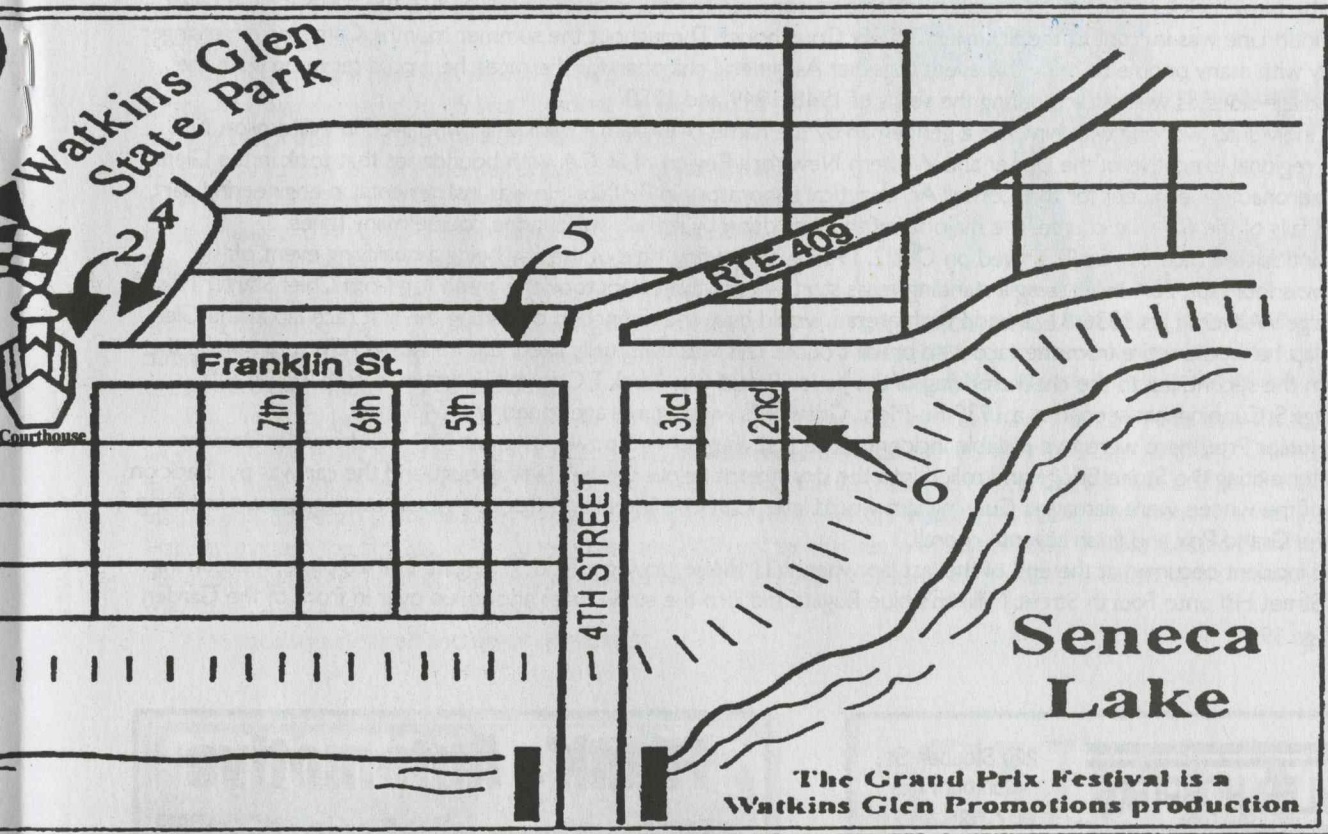 Watkins Glen
State Park
2
4
5
RTE 409
Franklin St.
Courthouse
7th
6th
5th
4TH STREET
3rd
2nd
6
Seneca
Lake
The Grand Prix Festival is a
Watkins Glen Promotions production